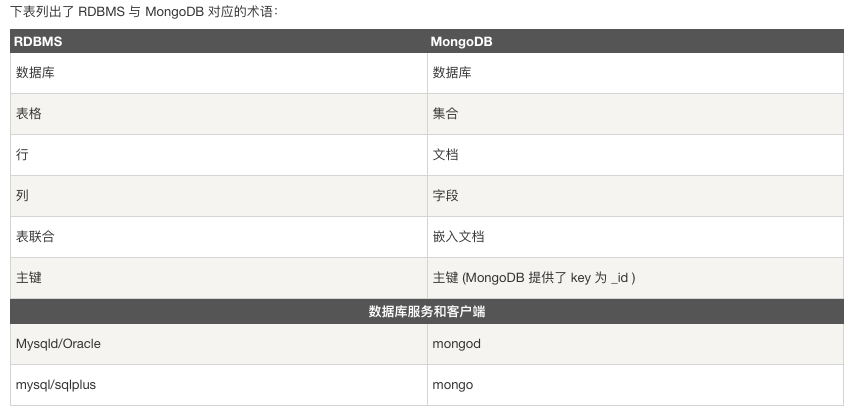 下表列出了 RDBMS 与 MongoDB 对应的术语：
RDBMS MongoDB
数据库 数据库
表格 集合
行 文档
列 字段
表联合 嵌入文档
主键 主键 (MongoDB 提供了 key 为 _id )
数据库服务和客户端
Mysqld/Oracle mongod
mysql/sqlplus mongo